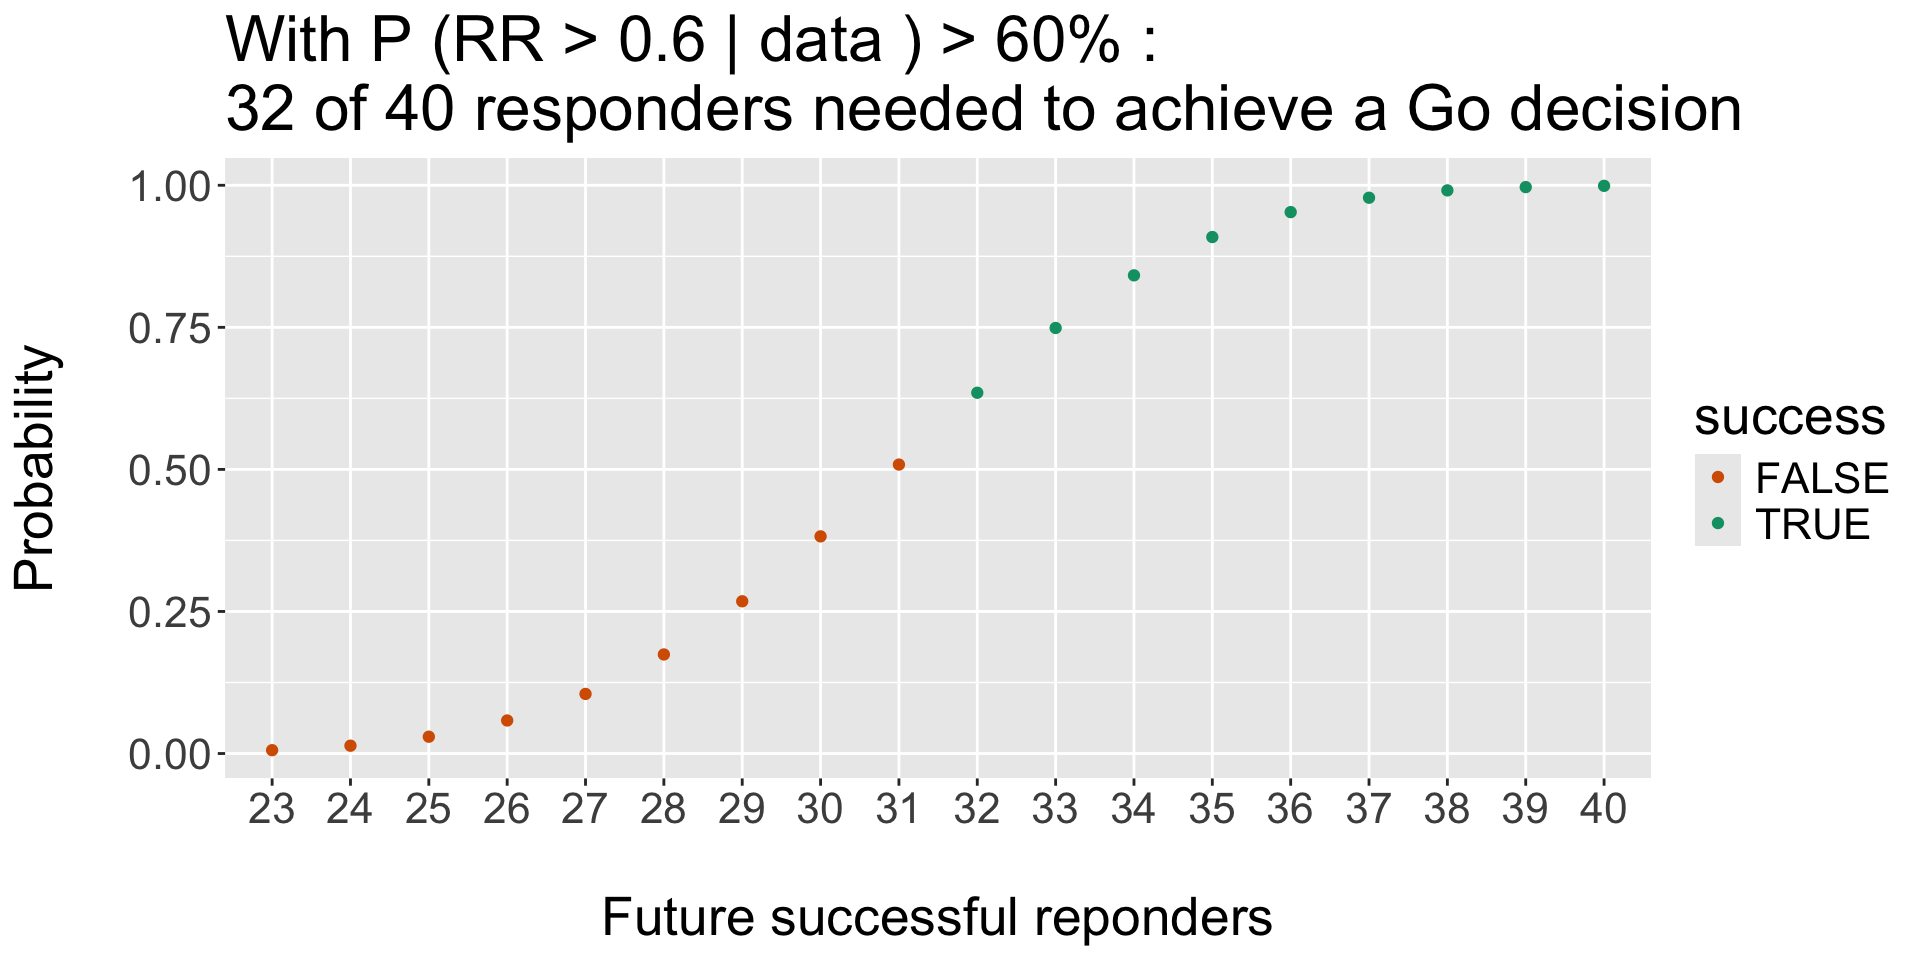 With P (RR > 0.6 | data ) > 60% :
32 of 40 responders needed to achieve a Go decision
Probability
1.00
0.75
0.50
0.25
0.00
23 24 25 26 27 28 29 30 31 32 33 34 35 36 37 38 39 40
Future successful reponders
success
FALSE
TRUE